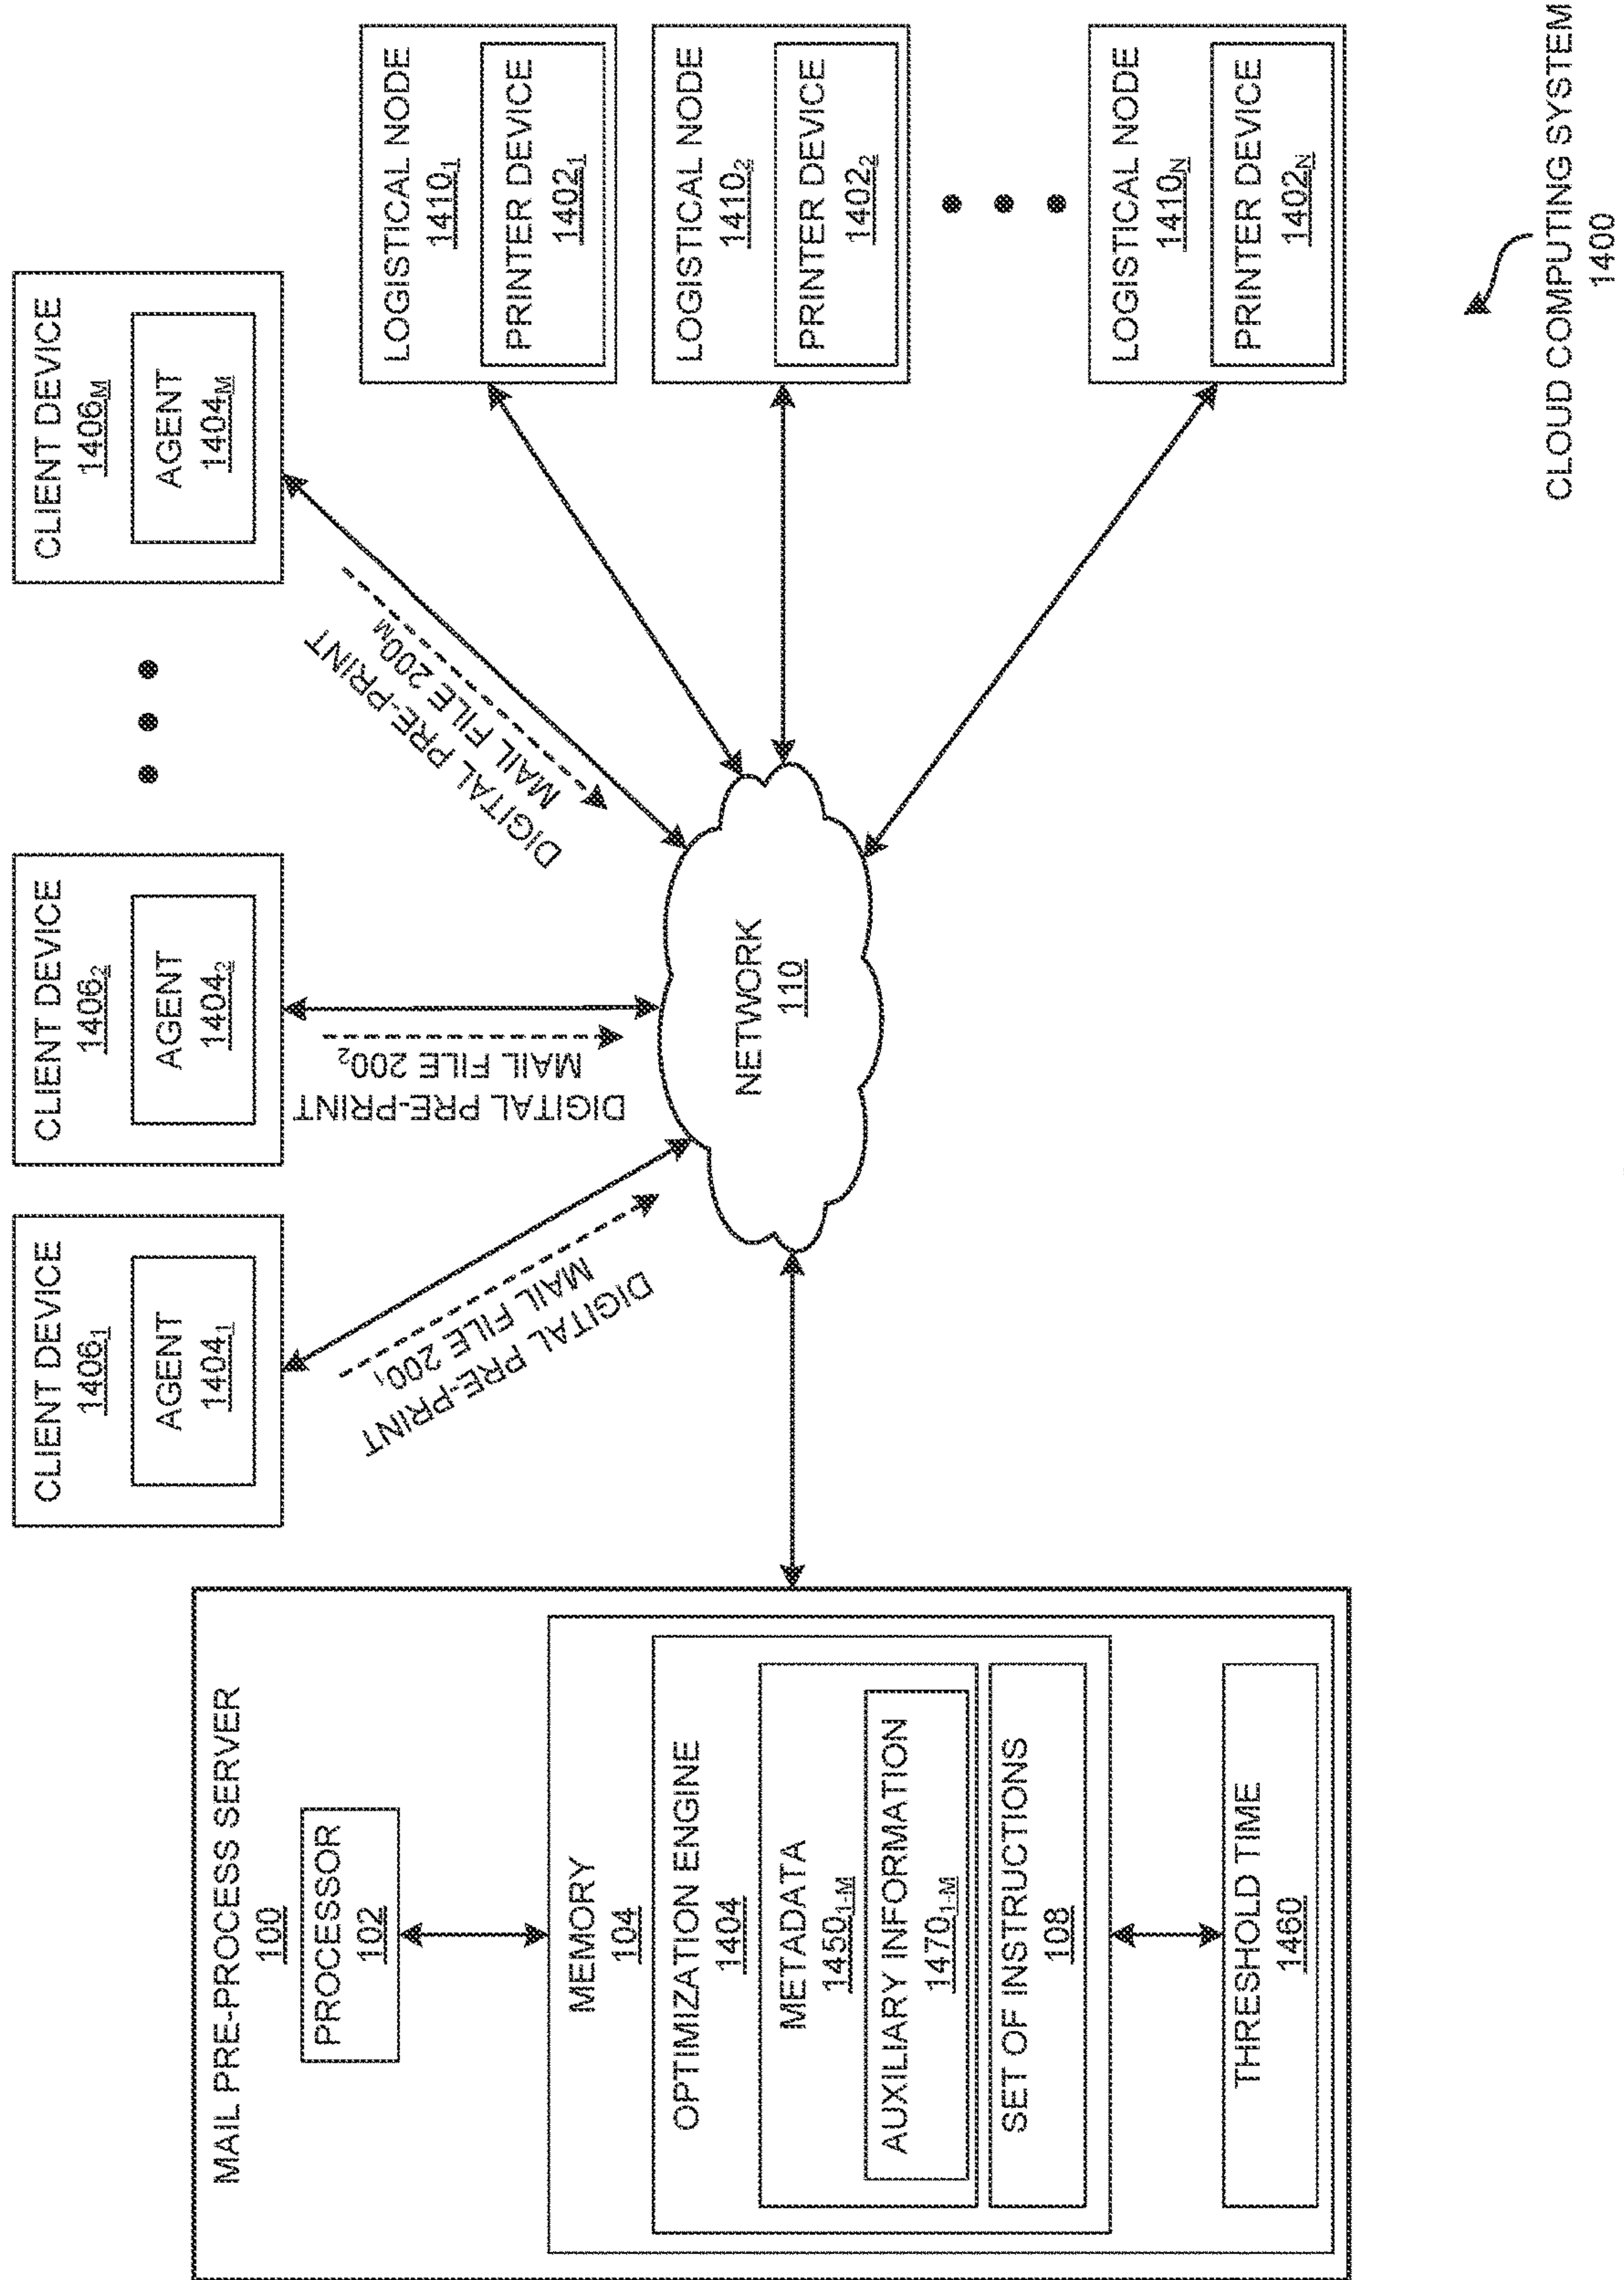 MAIL PRE-PROCESS SERVER
100
PROCESSOR
102
MEMORY
104
OPTIMIZATION ENGINE
1404
METADATA
1450₁₋M
AUXILIARY INFORMATION
1470₁₋M
SET OF INSTRUCTIONS
108
THRESHOLD TIME
1460
CLIENT DEVICE
1406₁
AGENT
1404₁
CLIENT DEVICE
1406₂
AGENT
1404₂
CLIENT DEVICE
1406M
AGENT
1404M
DIGITAL PRE-PRINT
MAIL FILE 200₁
DIGITAL PRE-PRINT
MAIL FILE 200₂
DIGITAL PRE-PRINT
MAIL FILE 200M
NETWORK
110
LOGISTICAL NODE
1410₁
PRINTER DEVICE
1402₁
LOGISTICAL NODE
1410₂
PRINTER DEVICE
1402₂
LOGISTICAL NODE
1410N
PRINTER DEVICE
1402N
CLOUD COMPUTING SYSTEM
1400